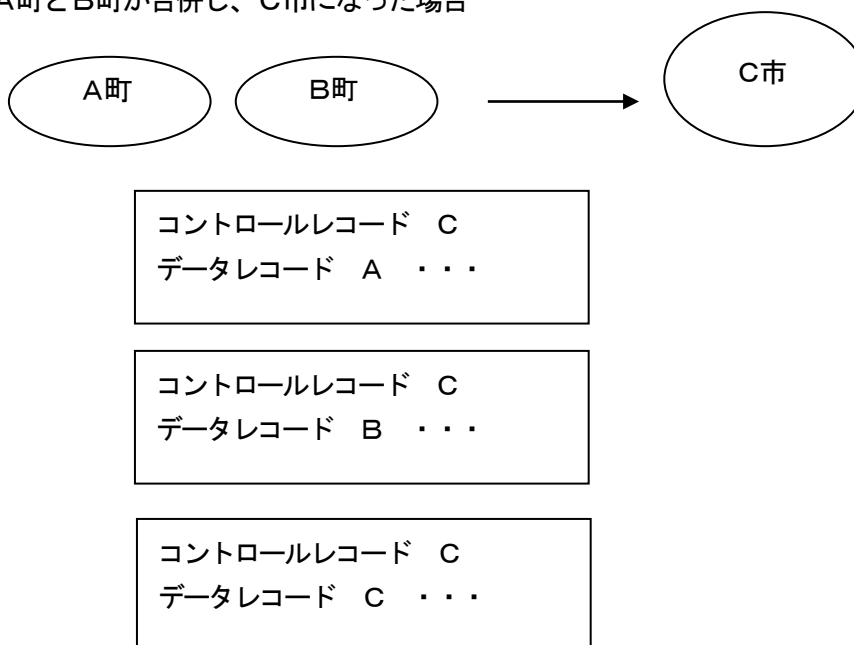 A町とB町が合併し、C市になった場合
A町
B町
C市
コントロールレコード　C
データレコード　A　・・・
コントロールレコード　C
データレコード　B　・・・
コントロールレコード　C
データレコード　C　・・・